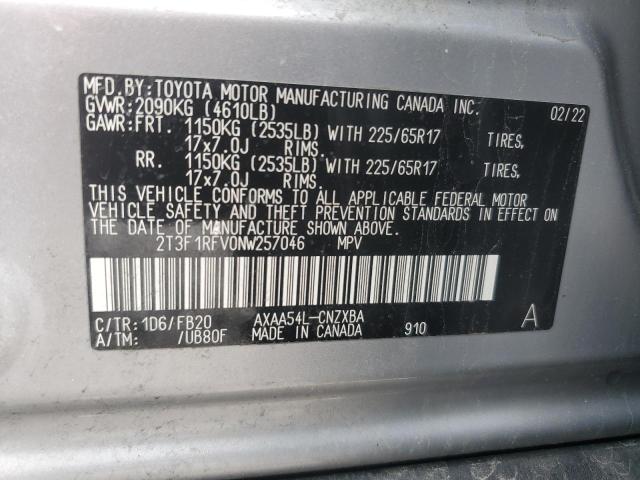 MFD.BY:TOYOTA MOTOR MANUFACTURING CANADA INC. 02/22
GVWR:2090KG (4610LB)
GAWR:FRT. 1150KG (2535LB) WITH 225/65R17 TIRES,
17x7.0J RIMS.
RR. 1150KG (2535LB) WITH 225/65R17 TIRES,
17x7.0J RIMS.
THIS VEHICLE CONFORMS TO ALL APPLICABLE FEDERAL MOTOR
VEHICLE SAFETY AND THEFT PREVENTION STANDARDS IN EFFECT ON
THE DATE OF MANUFACTURE SHOWN ABOVE.
2T3F1RFV0NW257046 MPV
C/TR:1D6/FB20 AXAA54L-CNZXBA
A/TM: /UB80F MADE IN CANADA 910 A